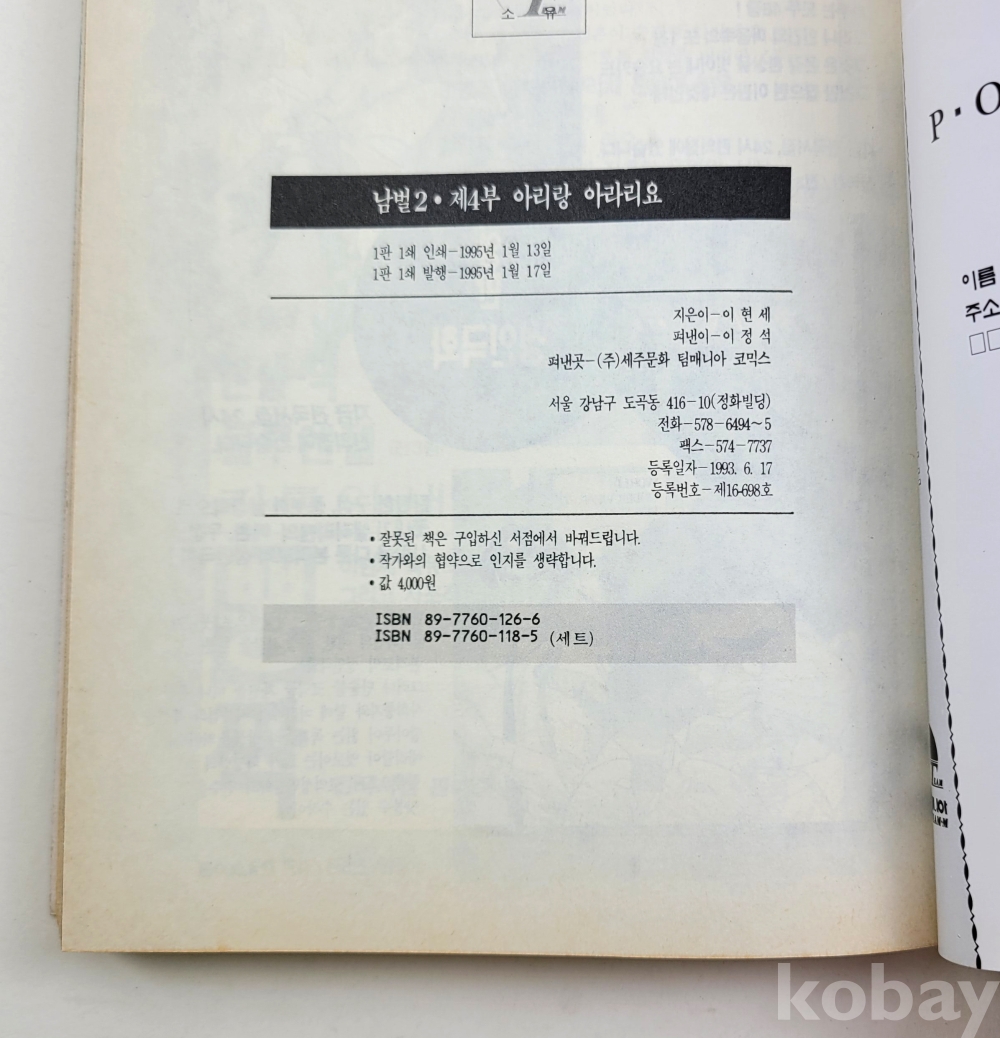 소 유
남벌2 • 제4부 아리랑 아라리요
1판 1쇄 인쇄－1995년 1월 13일
1판 1쇄 발행－1995년 1월 17일
지은이－이 현 세
펴낸이－이 정 석
펴낸곳－(주)세주문화 팀매니아 코믹스
서울 강남구 도곡동 416－10(정화빌딩)
전화－578－6494～5
팩스－574－7737
등록일자－1993. 6. 17
등록번호－제16-698호
• 잘못된 책은 구입하신 서점에서 바꿔드립니다.
• 작가와의 협약으로 인지를 생략합니다.
• 값 4,000원
ISBN 89-7760-126-6
ISBN 89-7760-118-5 (세트)
P · O
이름
주소
kobay